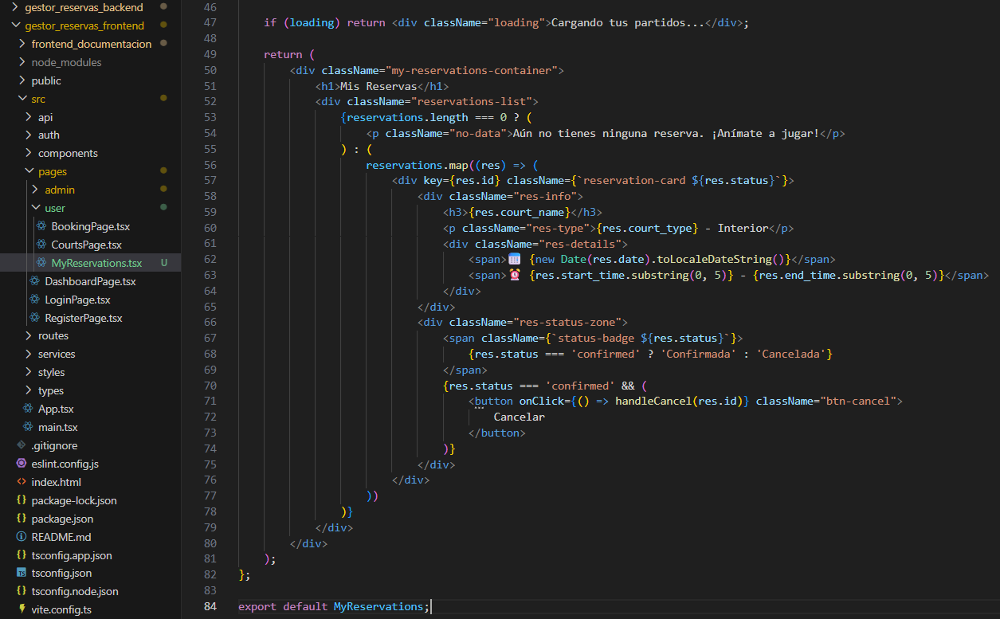 gestor_reservas_backend
gestor_reservas_frontend
frontend_documentacion
node_modules
public
src
api
auth
components
pages
admin
user
BookingPage.tsx
CourtsPage.tsx
MyReservations.tsx U
DashboardPage.tsx
LoginPage.tsx
RegisterPage.tsx
routes
services
styles
types
App.tsx
main.tsx
.gitignore
eslint.config.js
index.html
package-lock.json
package.json
README.md
tsconfig.app.json
tsconfig.json
tsconfig.node.json
vite.config.ts
46
47 if (loading) return <div className="loading">Cargando tus partidos...</div>;
48
49 return (
50 <div className="my-reservations-container">
51 <h1>Mis Reservas</h1>
52 <div className="reservations-list">
53 {reservations.length === 0 ? (
54 <p className="no-data">Aún no tienes ninguna reserva. ¡Anímate a jugar!</p>
55 ) : (
56 reservations.map((res) => (
57 <div key={res.id} className={`reservation-card ${res.status}`}>
58 <div className="res-info">
59 <h3>{res.court_name}</h3>
60 <p className="res-type">{res.court_type} - Interior</p>
61 <div className="res-details">
62 <span>📅 {new Date(res.date).toLocaleDateString()}</span>
63 <span>⏰ {res.start_time.substring(0, 5)} - {res.end_time.substring(0, 5)}</span>
64 </div>
65 </div>
66 <div className="res-status-zone">
67 <span className={`status-badge ${res.status}`}>
68 {res.status === 'confirmed' ? 'Confirmada' : 'Cancelada'}
69 </span>
70 {res.status === 'confirmed' && (
71 <button onClick={() => handleCancel(res.id)} className="btn-cancel">
72 Cancelar
73 </button>
74 )}
75 </div>
76 </div>
77 ))
78 )}
79 </div>
80 </div>
81 );
82 };
83
84 export default MyReservations;